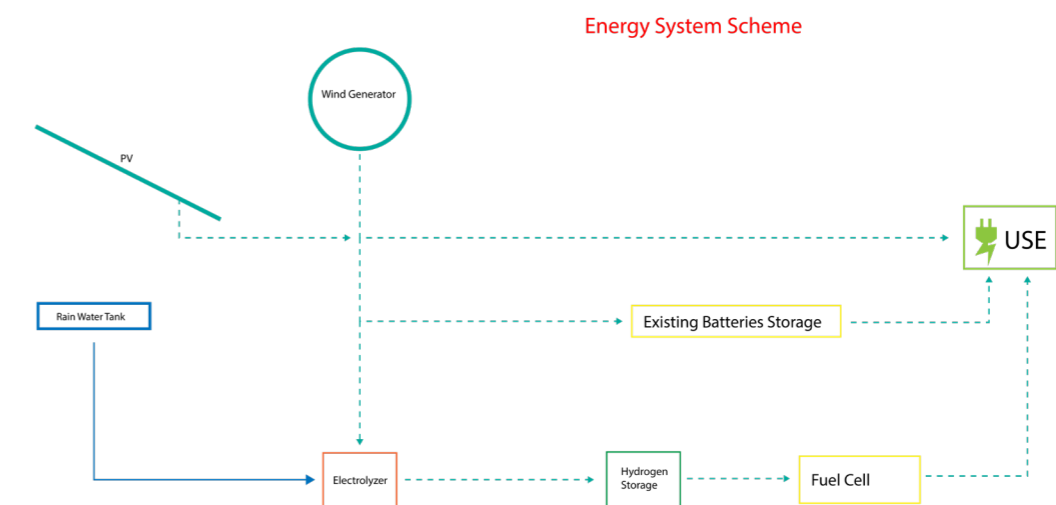 Energy System Scheme
Wind Generator
PV
USE
Rain Water Tank
Existing Batteries Storage
Electrolyzer
Hydrogen
Storage
Fuel Cell